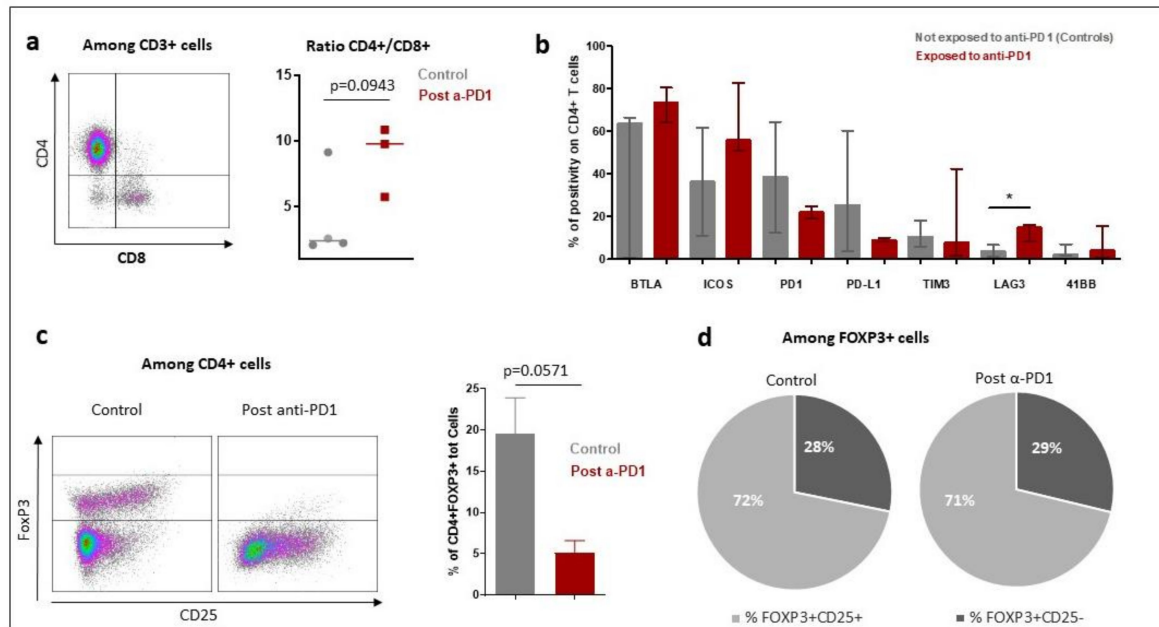 a
Among CD3+ cells
CD4
CD8
Ratio CD4+/CD8+
15
10
5
p=0.0943
Control
Post a-PD1
b
Not exposed to anti-PD1 (Controls)
Exposed to anti-PD1
% of positivity on CD4+ T cells
100
80
60
40
20
0
*
BTLA ICOS PD1 PD-L1 TIM3 LAG3 41BB
c
Among CD4+ cells
Control Post anti-PD1
FoxP3
CD25
p=0.0571
% of CD4+FOXP3+ tot Cells
25
20
15
10
5
0
Control
Post a-PD1
d
Among FOXP3+ cells
Control
Post α-PD1
28%
72%
29%
71%
% FOXP3+CD25+
% FOXP3+CD25-